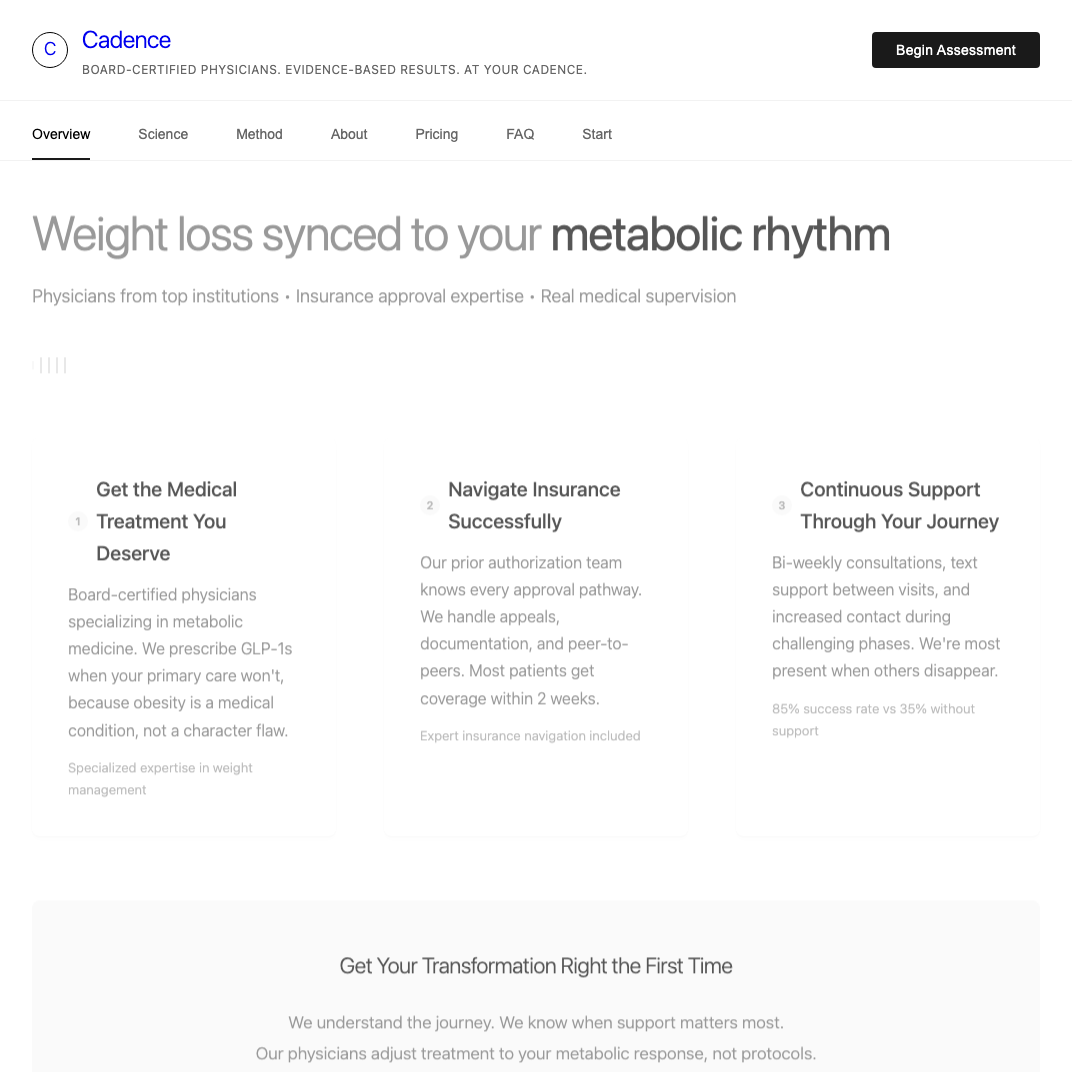 C
Cadence
BOARD-CERTIFIED PHYSICIANS. EVIDENCE-BASED RESULTS. AT YOUR CADENCE.
Begin Assessment
Overview
Science
Method
About
Pricing
FAQ
Start
Weight loss synced to your metabolic rhythm
Physicians from top institutions • Insurance approval expertise • Real medical supervision
1
Get the Medical
Treatment You
Deserve
Board-certified physicians
specializing in metabolic
medicine. We prescribe GLP-1s
when your primary care won't,
because obesity is a medical
condition, not a character flaw.
Specialized expertise in weight
management
2
Navigate Insurance
Successfully
Our prior authorization team
knows every approval pathway.
We handle appeals,
documentation, and peer-to-
peers. Most patients get
coverage within 2 weeks.
Expert insurance navigation included
3
Continuous Support
Through Your Journey
Bi-weekly consultations, text
support between visits, and
increased contact during
challenging phases. We're most
present when others disappear.
85% success rate vs 35% without
support
Get Your Transformation Right the First Time
We understand the journey. We know when support matters most.
Our physicians adjust treatment to your metabolic response, not protocols.